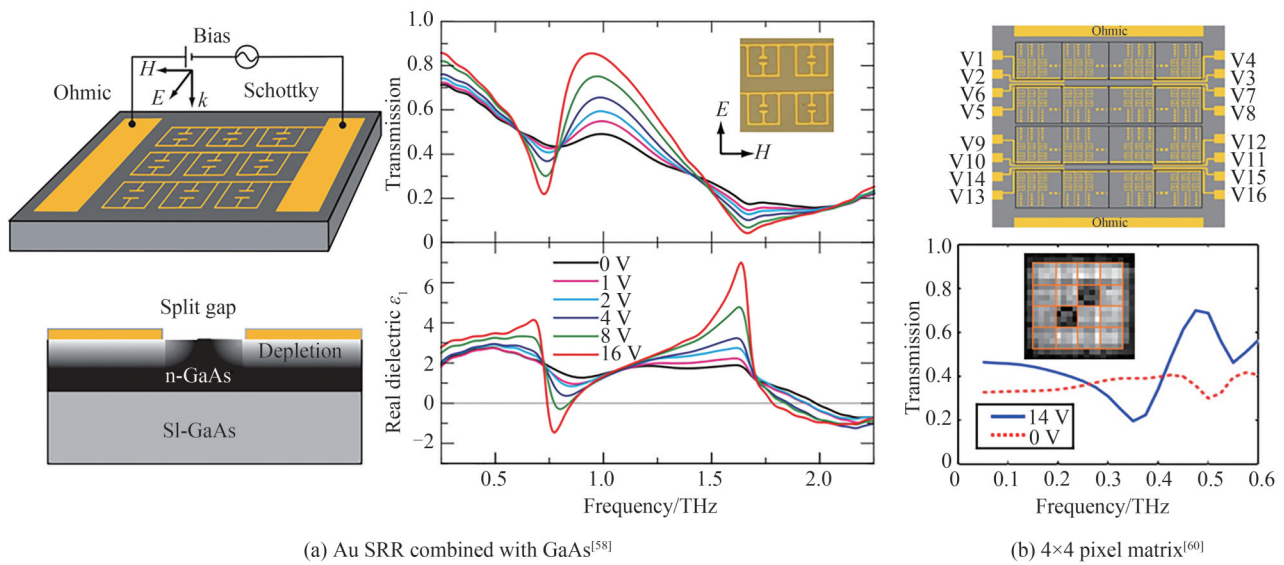 Bias
H
E
k
Ohmic
Schottky
Split gap
Depletion
n-GaAs
Sl-GaAs
1.0
0.8
0.6
0.4
0.2
0
Transmission
E
H
6
4
2
0
−2
Real dielectric ε1
0 V
1 V
2 V
4 V
8 V
16 V
0.5
1.0
1.5
2.0
Frequency/THz
(a) Au SRR combined with GaAs[58]
Ohmic
V1
V2
V6
V5
V9
V10
V14
V13
V4
V3
V7
V8
V12
V11
V15
V16
Ohmic
1.0
0.8
0.6
0.4
0.2
Transmission
14 V
0 V
0
0.1
0.2
0.3
0.4
0.5
0.6
Frequency/THz
(b) 4×4 pixel matrix[60]